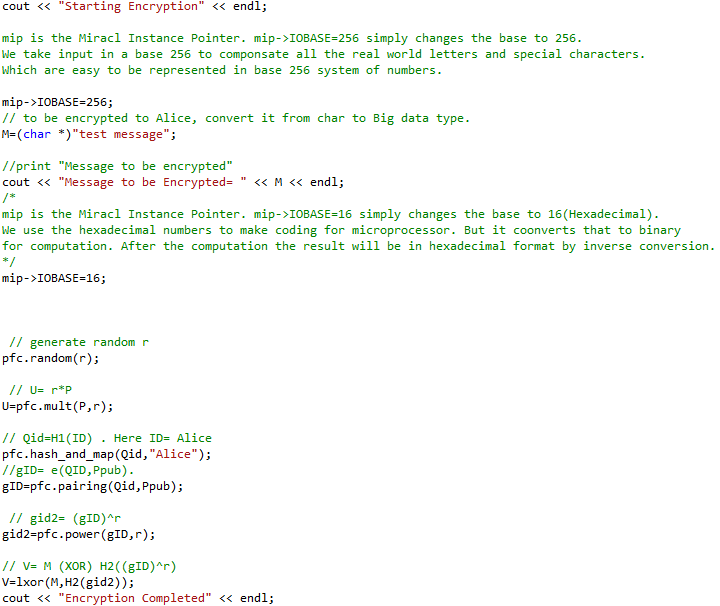 cout << "Starting Encryption" << endl;
mip is the Miracl Instance Pointer. mip->IOBASE=256 simply changes the base to 256.
We take input in a base 256 to componsate all the real world letters and special characters.
Which are easy to be represented in base 256 system of numbers.
mip->IOBASE=256;
// to be encrypted to Alice, convert it from char to Big data type.
M=(char *)"test message";
//print "Message to be encrypted"
cout << "Message to be Encrypted= " << M << endl;
/*
mip is the Miracl Instance Pointer. mip->IOBASE=16 simply changes the base to 16(Hexadecimal).
We use the hexadecimal numbers to make coding for microprocessor. But it coonverts that to binary
for computation. After the computation the result will be in hexadecimal format by inverse conversion.
*/
mip->IOBASE=16;
// generate random r
pfc.random(r);
// U= r*P
U=pfc.mult(P,r);
// Qid=H1(ID) . Here ID= Alice
pfc.hash_and_map(Qid,"Alice");
//gID= e(QID,Ppub).
gID=pfc.pairing(Qid,Ppub);
// gid2= (gID)^r
gid2=pfc.power(gID,r);
// V= M (XOR) H2((gID)^r)
V=lxor(M,H2(gid2));
cout << "Encryption Completed" << endl;